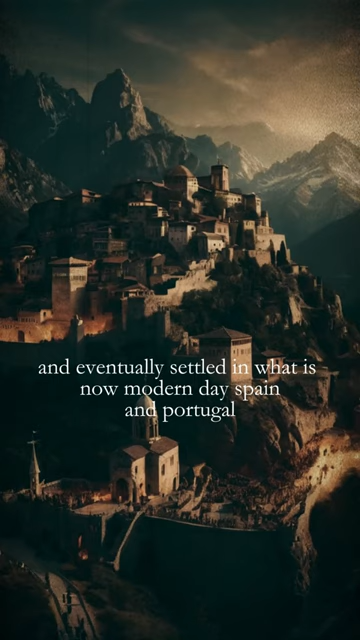 and eventually settled in what is
now modern day spain
and portugal